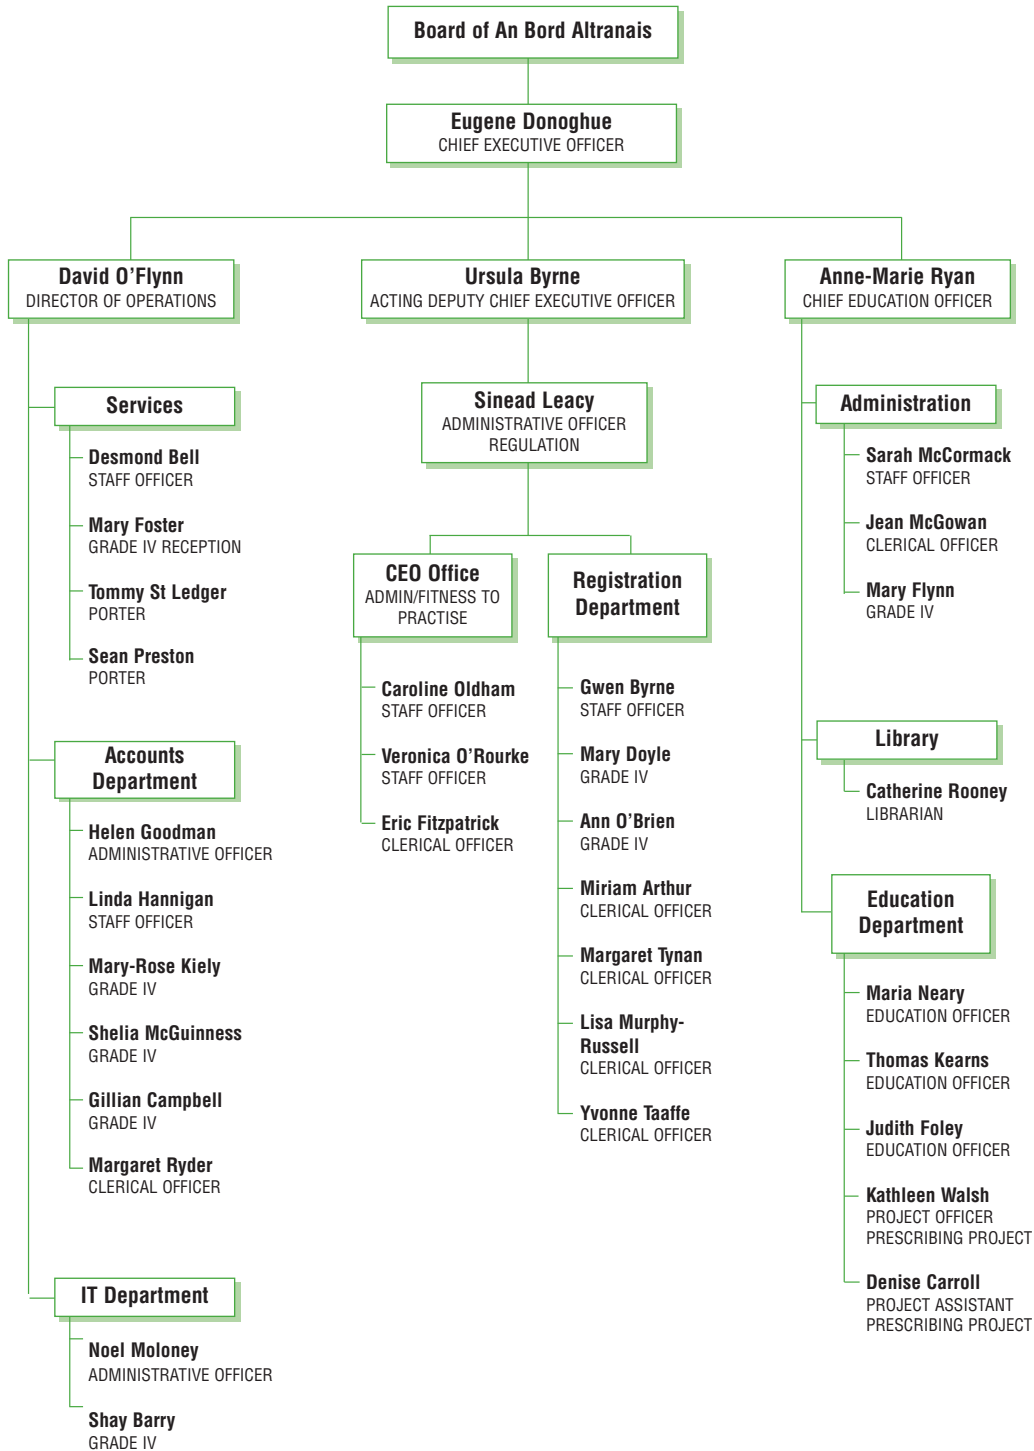 Board of An Bord Altranais
Eugene Donoghue
CHIEF EXECUTIVE OFFICER
David O’Flynn
DIRECTOR OF OPERATIONS
Services
Desmond Bell
STAFF OFFICER
Mary Foster
GRADE IV RECEPTION
Tommy St Ledger
PORTER
Sean Preston
PORTER
Accounts
Department
Helen Goodman
ADMINISTRATIVE OFFICER
Linda Hannigan
STAFF OFFICER
Mary-Rose Kiely
GRADE IV
Shelia McGuinness
GRADE IV
Gillian Campbell
GRADE IV
Margaret Ryder
CLERICAL OFFICER
IT Department
Noel Moloney
ADMINISTRATIVE OFFICER
Shay Barry
GRADE IV
Ursula Byrne
ACTING DEPUTY CHIEF EXECUTIVE OFFICER
Sinead Leacy
ADMINISTRATIVE OFFICER
REGULATION
CEO Office
ADMIN/FITNESS TO
PRACTISE
Caroline Oldham
STAFF OFFICER
Veronica O’Rourke
STAFF OFFICER
Eric Fitzpatrick
CLERICAL OFFICER
Registration
Department
Gwen Byrne
STAFF OFFICER
Mary Doyle
GRADE IV
Ann O’Brien
GRADE IV
Miriam Arthur
CLERICAL OFFICER
Margaret Tynan
CLERICAL OFFICER
Lisa Murphy-
Russell
CLERICAL OFFICER
Yvonne Taaffe
CLERICAL OFFICER
Anne-Marie Ryan
CHIEF EDUCATION OFFICER
Administration
Sarah McCormack
STAFF OFFICER
Jean McGowan
CLERICAL OFFICER
Mary Flynn
GRADE IV
Library
Catherine Rooney
LIBRARIAN
Education
Department
Maria Neary
EDUCATION OFFICER
Thomas Kearns
EDUCATION OFFICER
Judith Foley
EDUCATION OFFICER
Kathleen Walsh
PROJECT OFFICER
PRESCRIBING PROJECT
Denise Carroll
PROJECT ASSISTANT
PRESCRIBING PROJECT